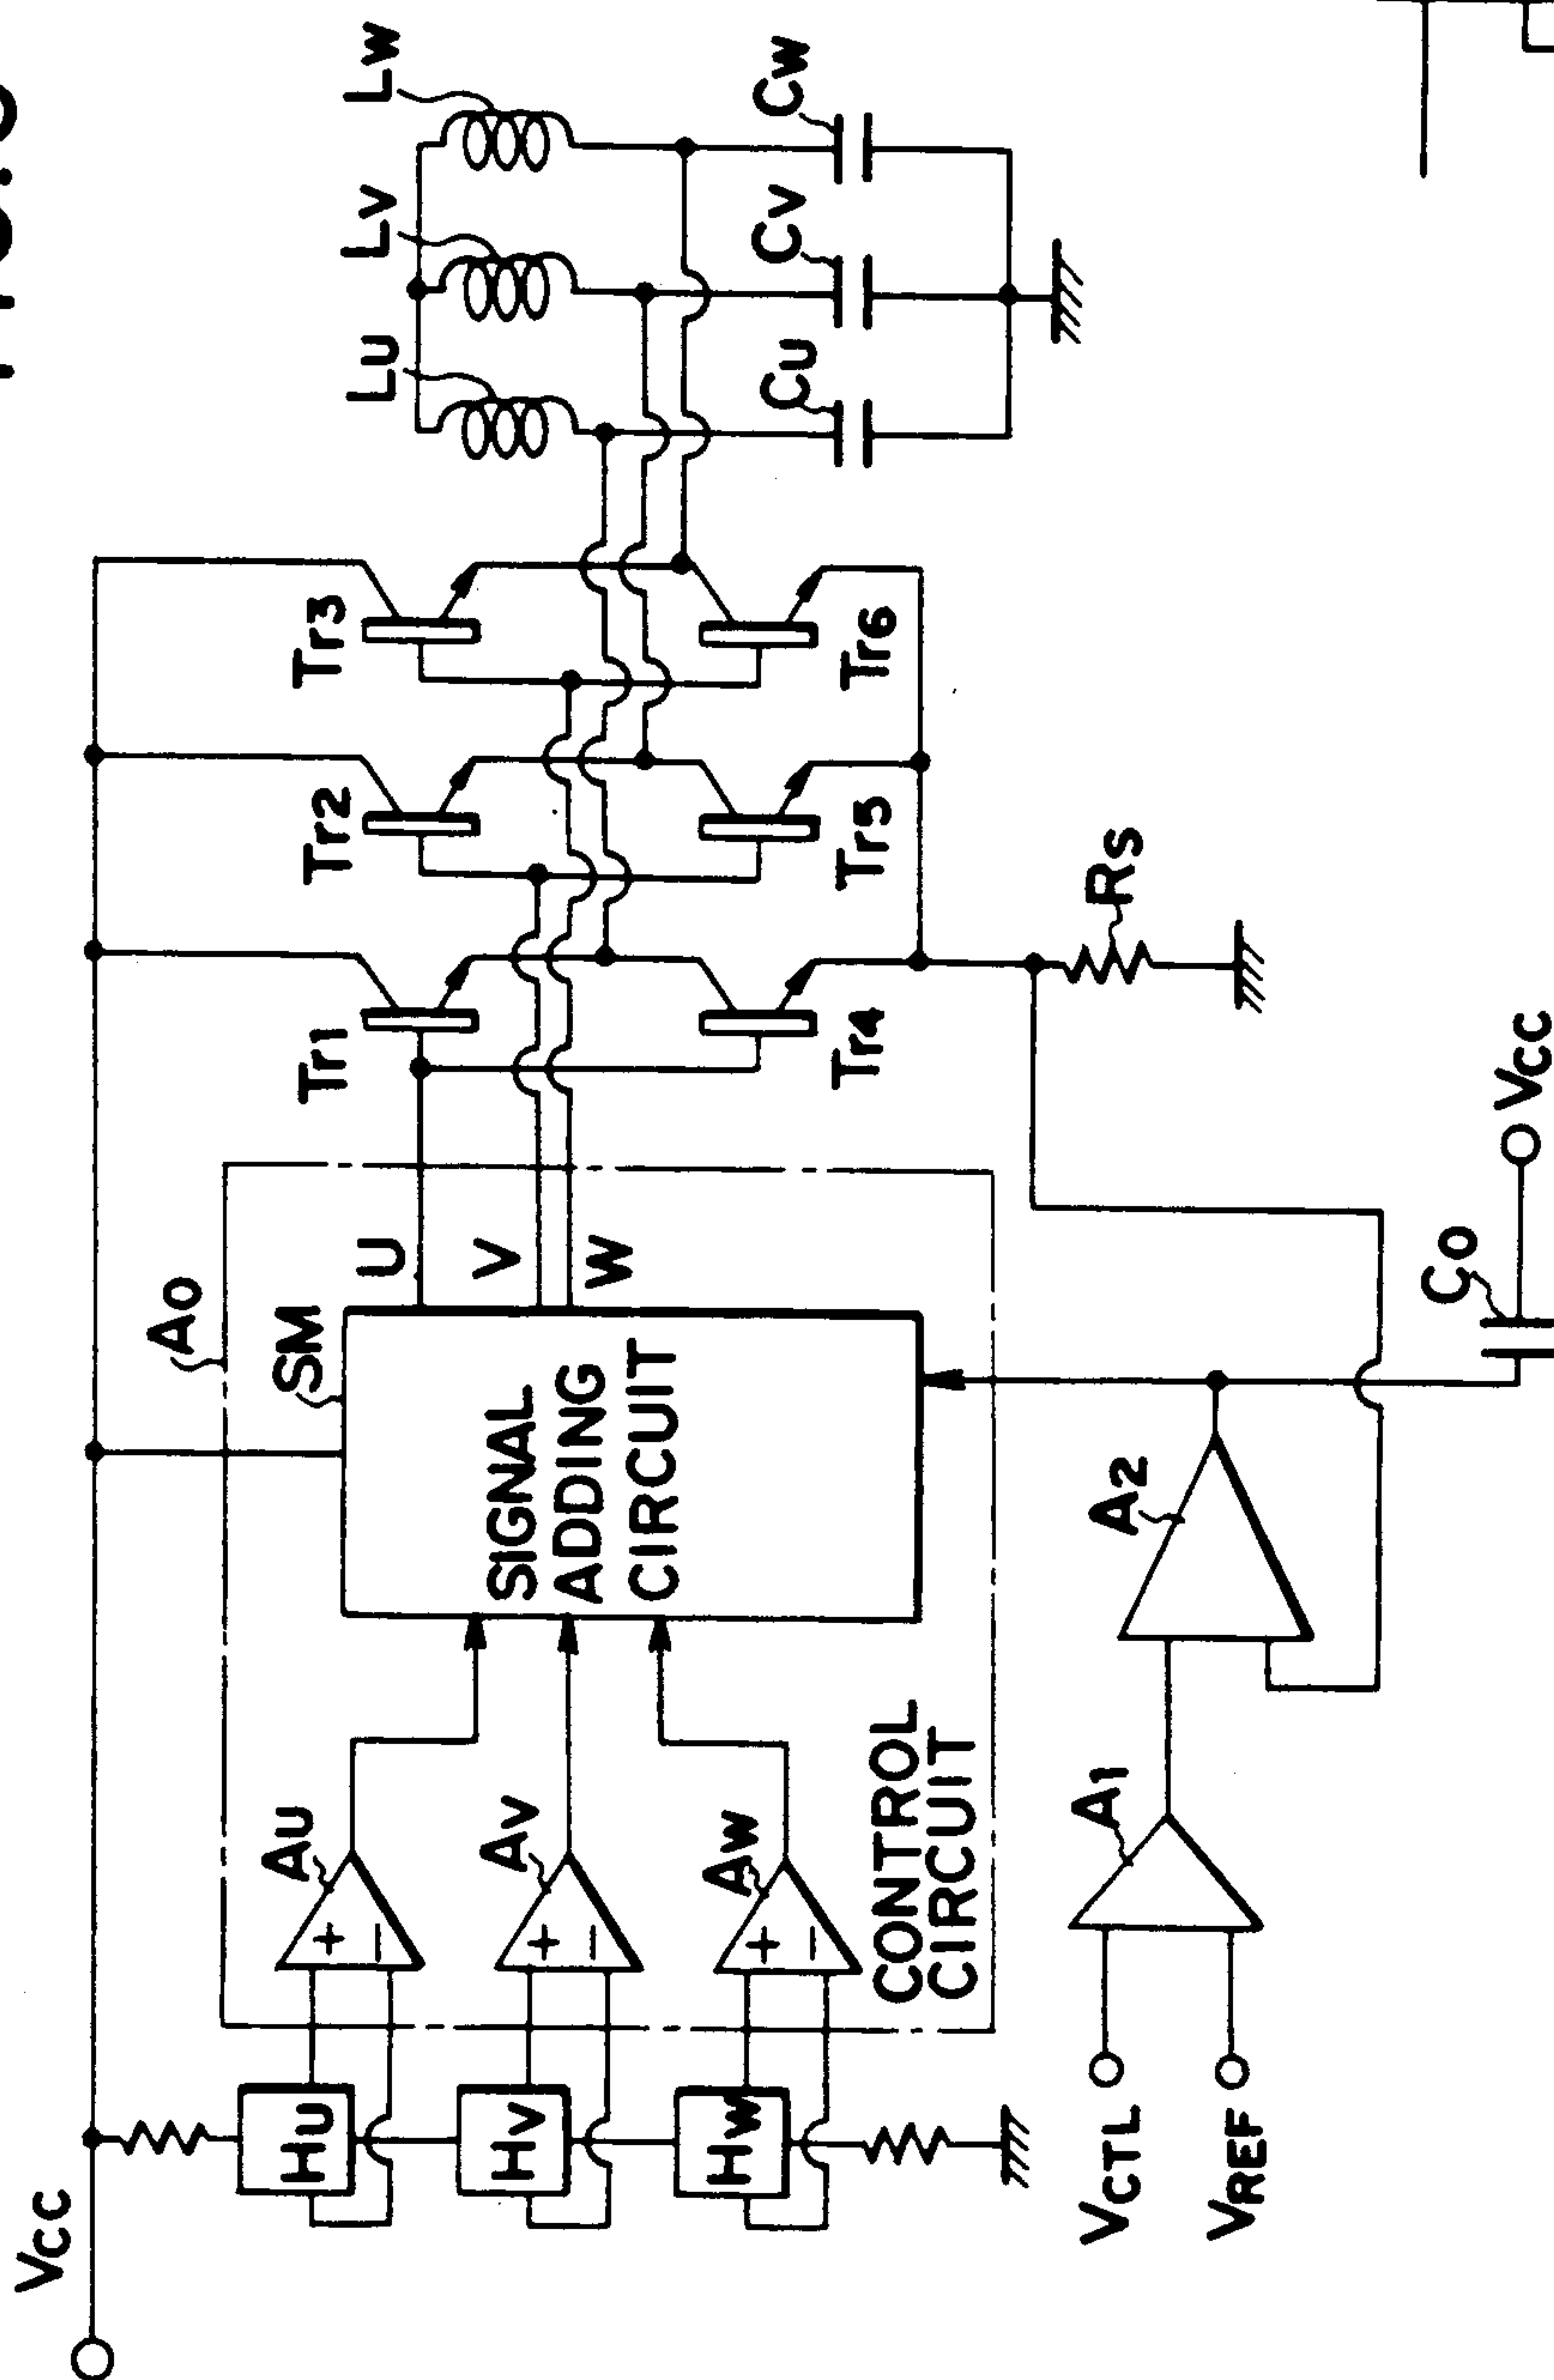 Vcc
Hu
Hv
Hw
VCTL
VREF
Au
Av
Aw
+
−
+
−
+
−
CONTROL
CIRCUIT
A1
A2
A0
SM
SIGNAL
ADDING
CIRCUIT
U
V
W
C0
Vcc
Tr1
Tr2
Tr3
Tr4
Tr5
Tr6
Rs
Lu
Lv
Lw
Cu
Cv
Cw